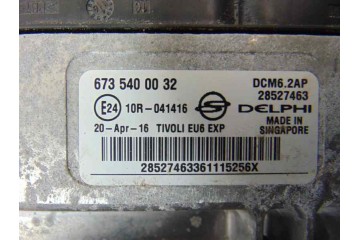 673 540 00 32 DCM6.2AP
28527463
E24 10R-041416 DELPHI
20-Apr-16 TIVOLI EU6 EXP MADE IN
SINGAPORE
28527463361115256X